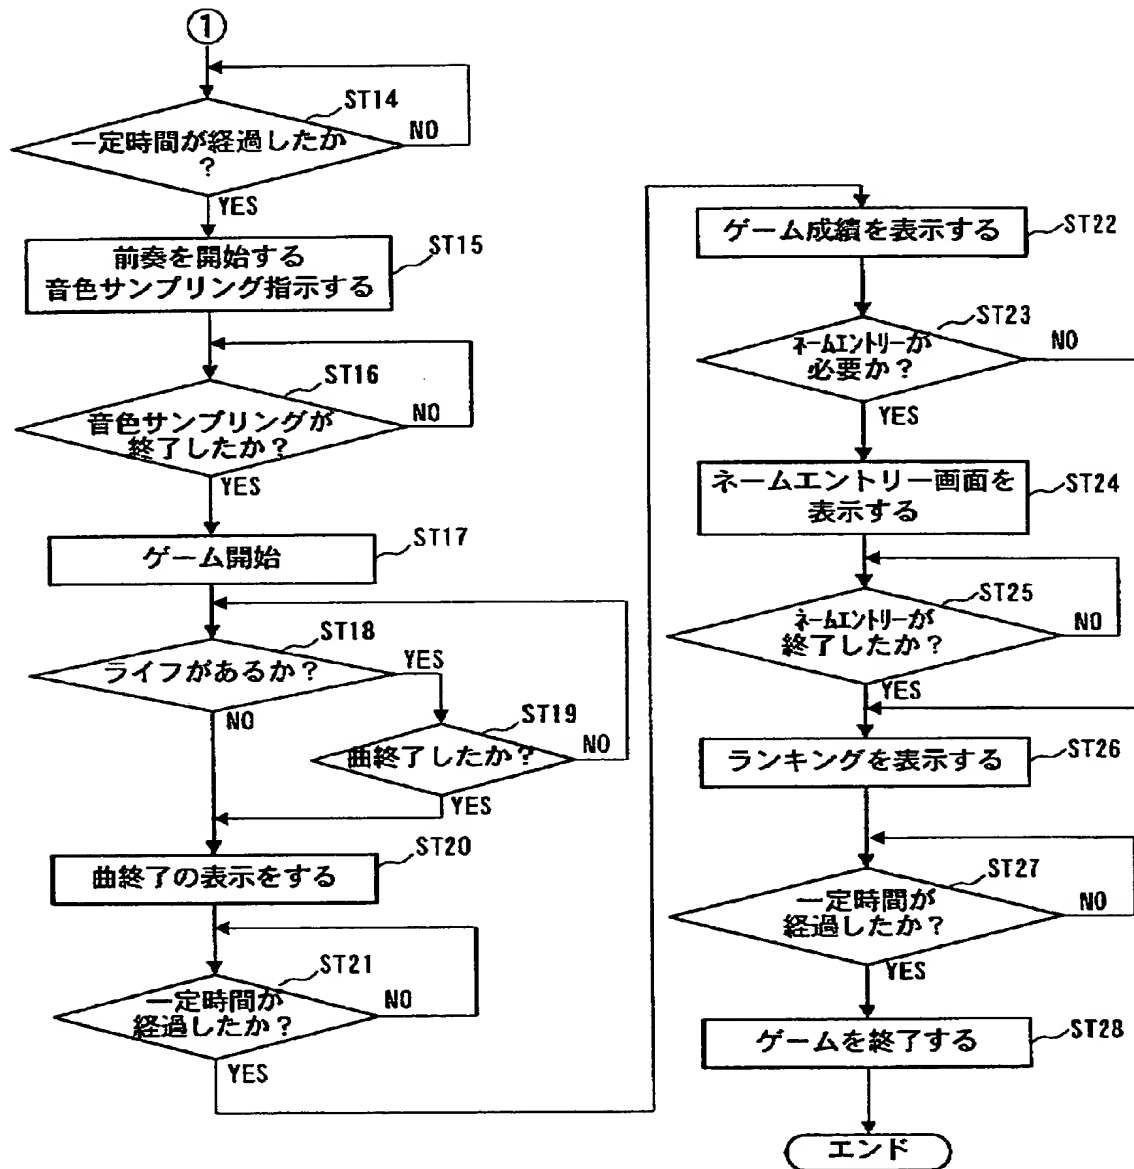 ①
ST14
一定時間が経過したか
?
NO
YES
ST15
前奏を開始する
音色サンプリング指示する
ST16
音色サンプリングが
終了したか?
NO
YES
ST17
ゲーム開始
ST18
ライフがあるか?
YES
NO
ST19
曲終了したか?
NO
YES
ST20
曲終了の表示をする
ST21
一定時間が
経過したか?
NO
YES
ST22
ゲーム成績を表示する
ST23
ネームエントリーが
必要か?
NO
YES
ST24
ネームエントリー画面を
表示する
ST25
ネームエントリーが
終了したか?
NO
YES
ST26
ランキングを表示する
ST27
一定時間が
経過したか?
NO
YES
ST28
ゲームを終了する
エンド